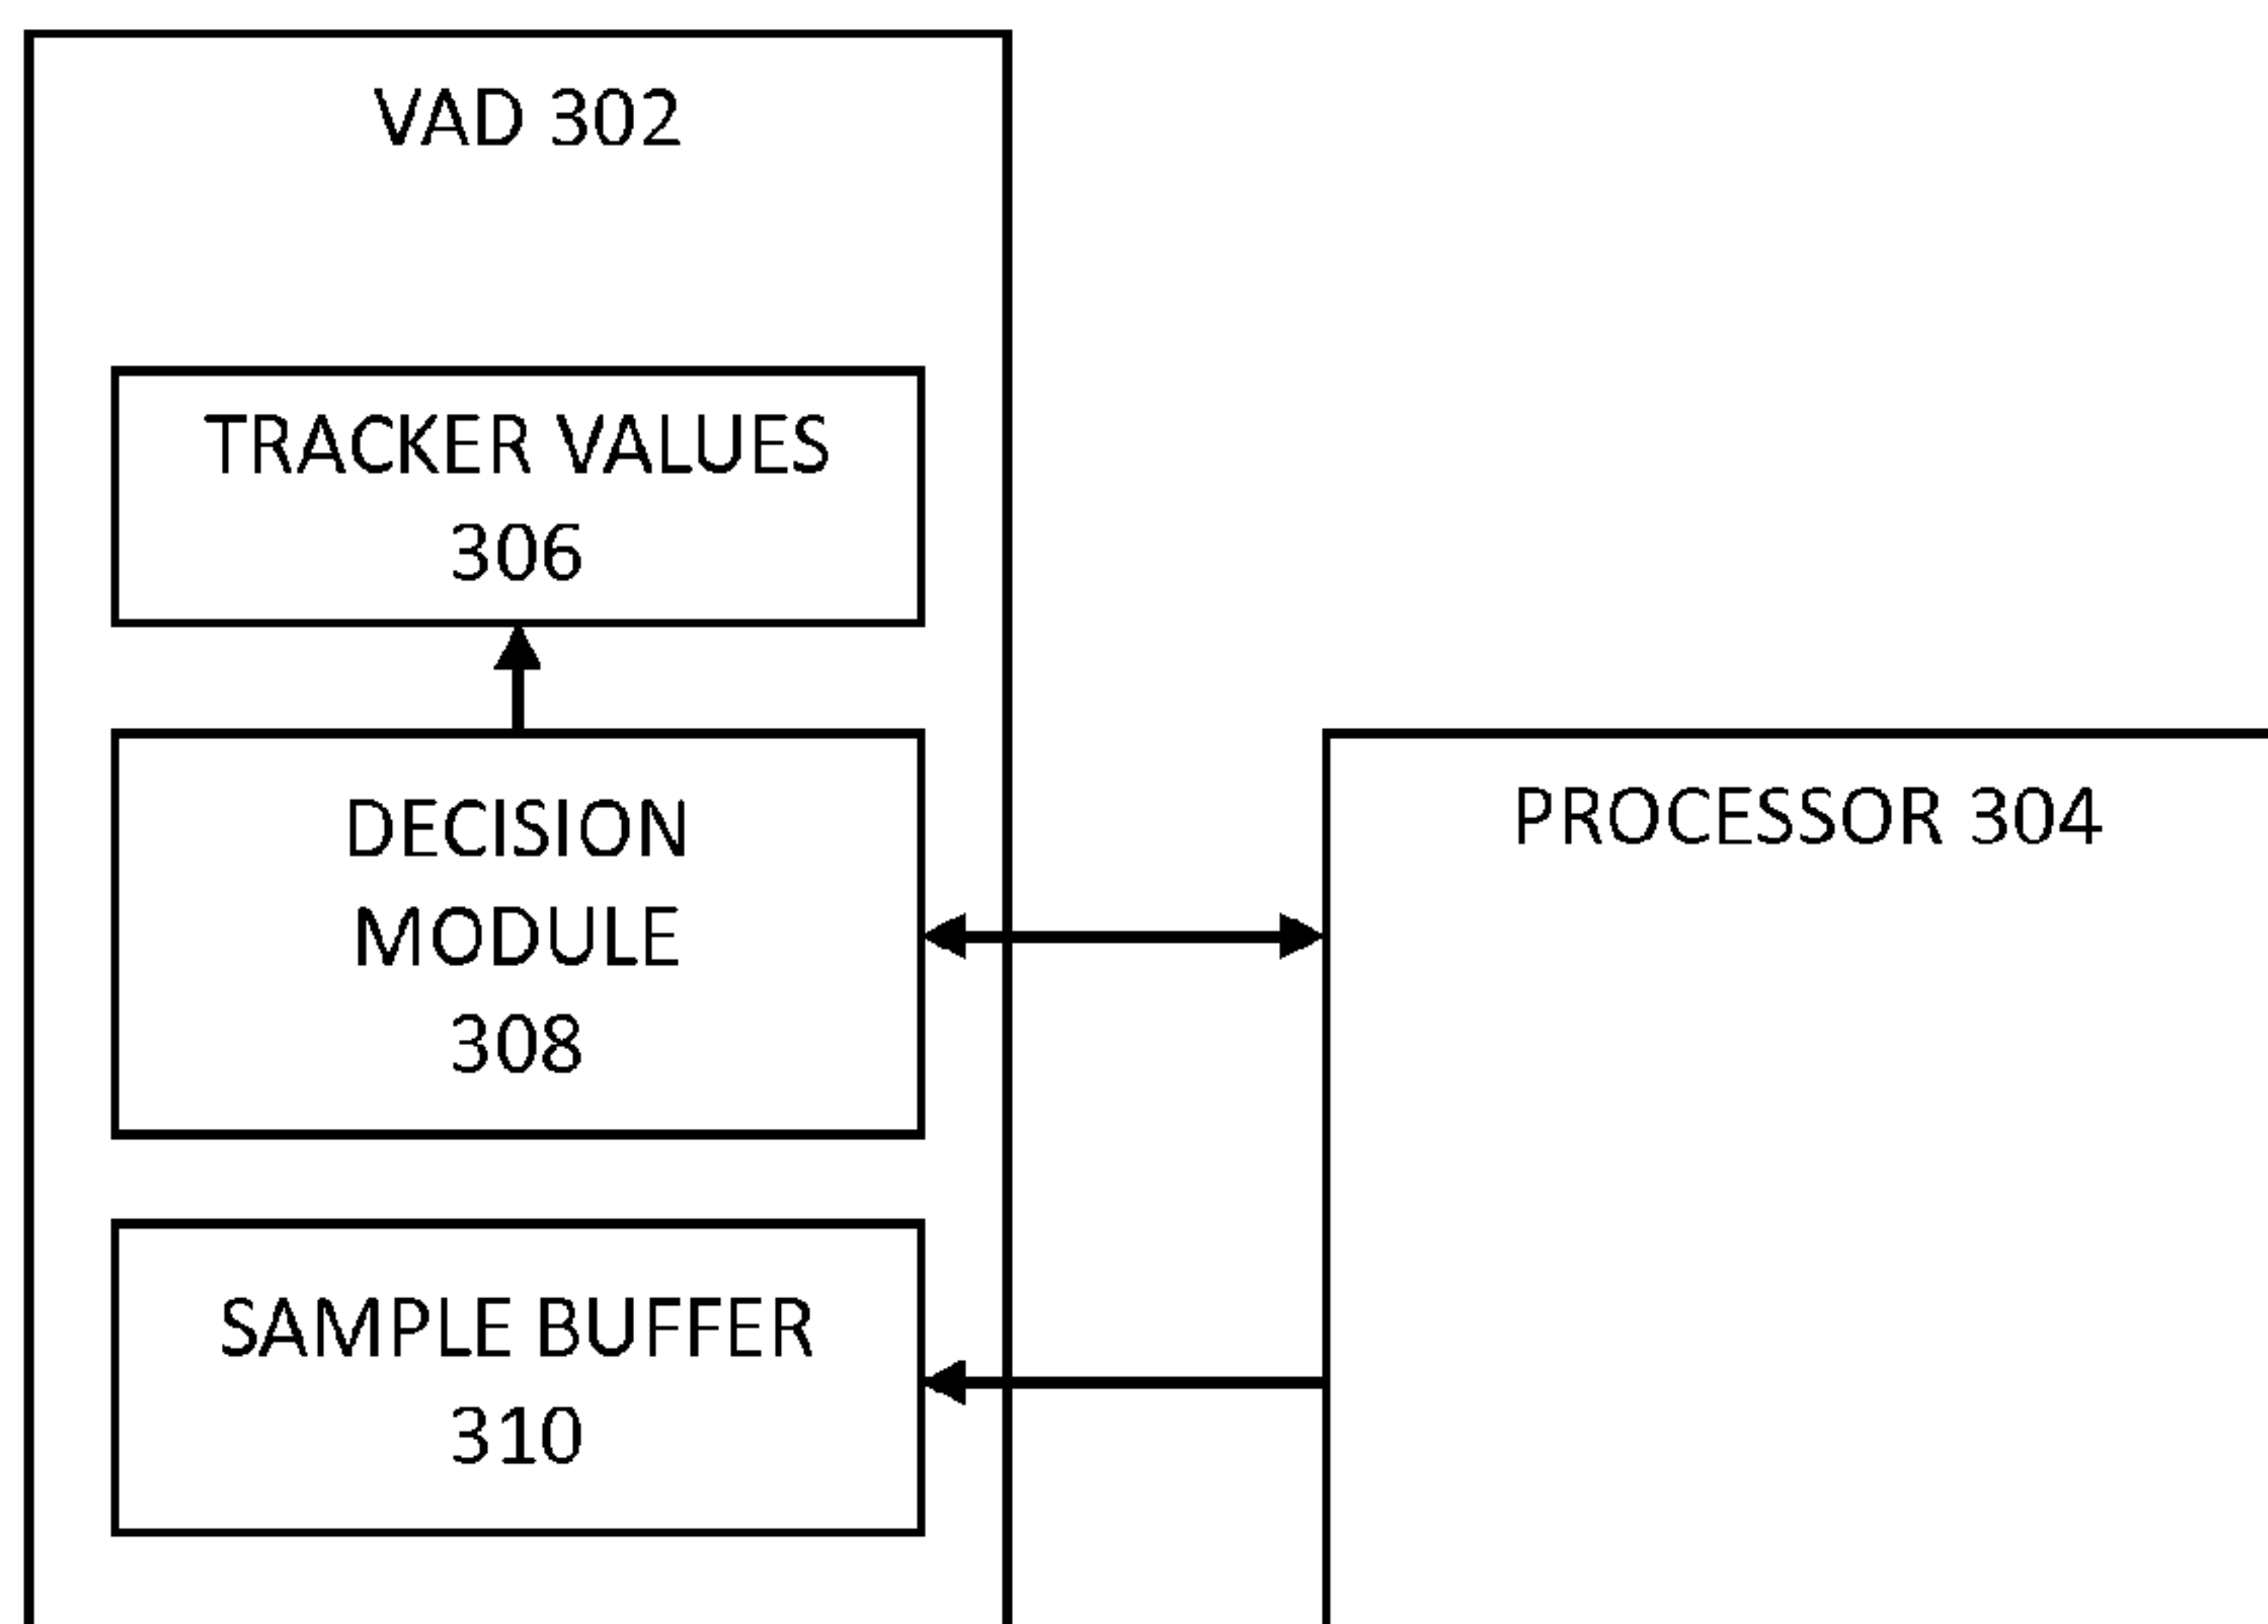 VAD 302
TRACKER VALUES
306
DECISION
MODULE
308
PROCESSOR 304
SAMPLE BUFFER
310